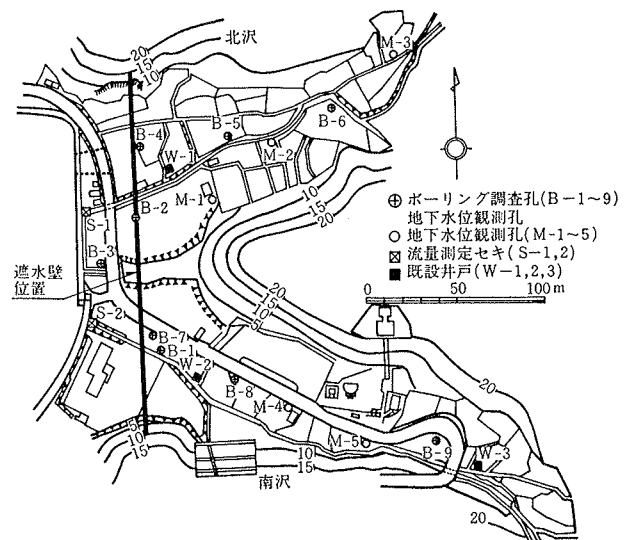 北沢
20
15
10
M-3
B-6
B-5
B-4
W-1
M-2
M-1
B-2
S-1
B-3
10
15
20
遮水壁
位置
S-2
B-7
B-1
W-2
B-8
M-4
M-5
B-9
W-3
20
15
10
5
20
5
10
15
10
15
南沢
20
⊕ ボーリング調査孔(B-1~9)
地下水位観測孔
○ 地下水位観測孔(M-1~5)
⊠ 流量測定セキ(S-1,2)
■ 既設井戸(W-1,2,3)
0 50 100 m